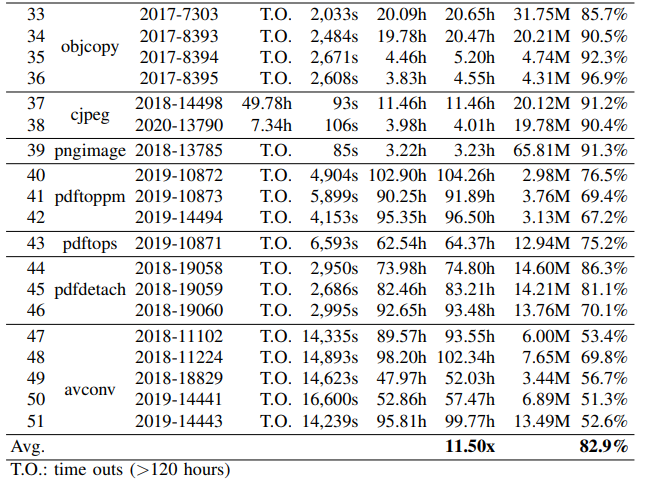 33 2017-7303 T.O. 2,033s 20.09h 20.65h 31.75M 85.7%
34 objcopy 2017-8393 T.O. 2,484s 19.78h 20.47h 20.21M 90.5%
35 2017-8394 T.O. 2,671s 4.46h 5.20h 4.74M 92.3%
36 2017-8395 T.O. 2,608s 3.83h 4.55h 4.31M 96.9%
37 cjpeg 2018-14498 49.78h 93s 11.46h 11.46h 20.12M 91.2%
38 2020-13790 7.34h 106s 3.98h 4.01h 19.78M 90.4%
39 pngimage 2018-13785 T.O. 85s 3.22h 3.23h 65.81M 91.3%
40 2019-10872 T.O. 4,904s 102.90h 104.26h 2.98M 76.5%
41 pdftoppm 2019-10873 T.O. 5,899s 90.25h 91.89h 3.76M 69.4%
42 2019-14494 T.O. 4,153s 95.35h 96.50h 3.13M 67.2%
43 pdftops 2019-10871 T.O. 6,593s 62.54h 64.37h 12.94M 75.2%
44 2018-19058 T.O. 2,950s 73.98h 74.80h 14.60M 86.3%
45 pdfdetach 2018-19059 T.O. 2,686s 82.46h 83.21h 14.21M 81.1%
46 2018-19060 T.O. 2,995s 92.65h 93.48h 13.76M 70.1%
47 2018-11102 T.O. 14,335s 89.57h 93.55h 6.00M 53.4%
48 2018-11224 T.O. 14,893s 98.20h 102.34h 7.65M 69.8%
49 avconv 2018-18829 T.O. 14,623s 47.97h 52.03h 3.44M 56.7%
50 2019-14441 T.O. 16,600s 52.86h 57.47h 6.89M 51.3%
51 2019-14443 T.O. 14,239s 95.81h 99.77h 13.49M 52.6%
Avg. 11.50x 82.9%
T.O.: time outs (>120 hours)